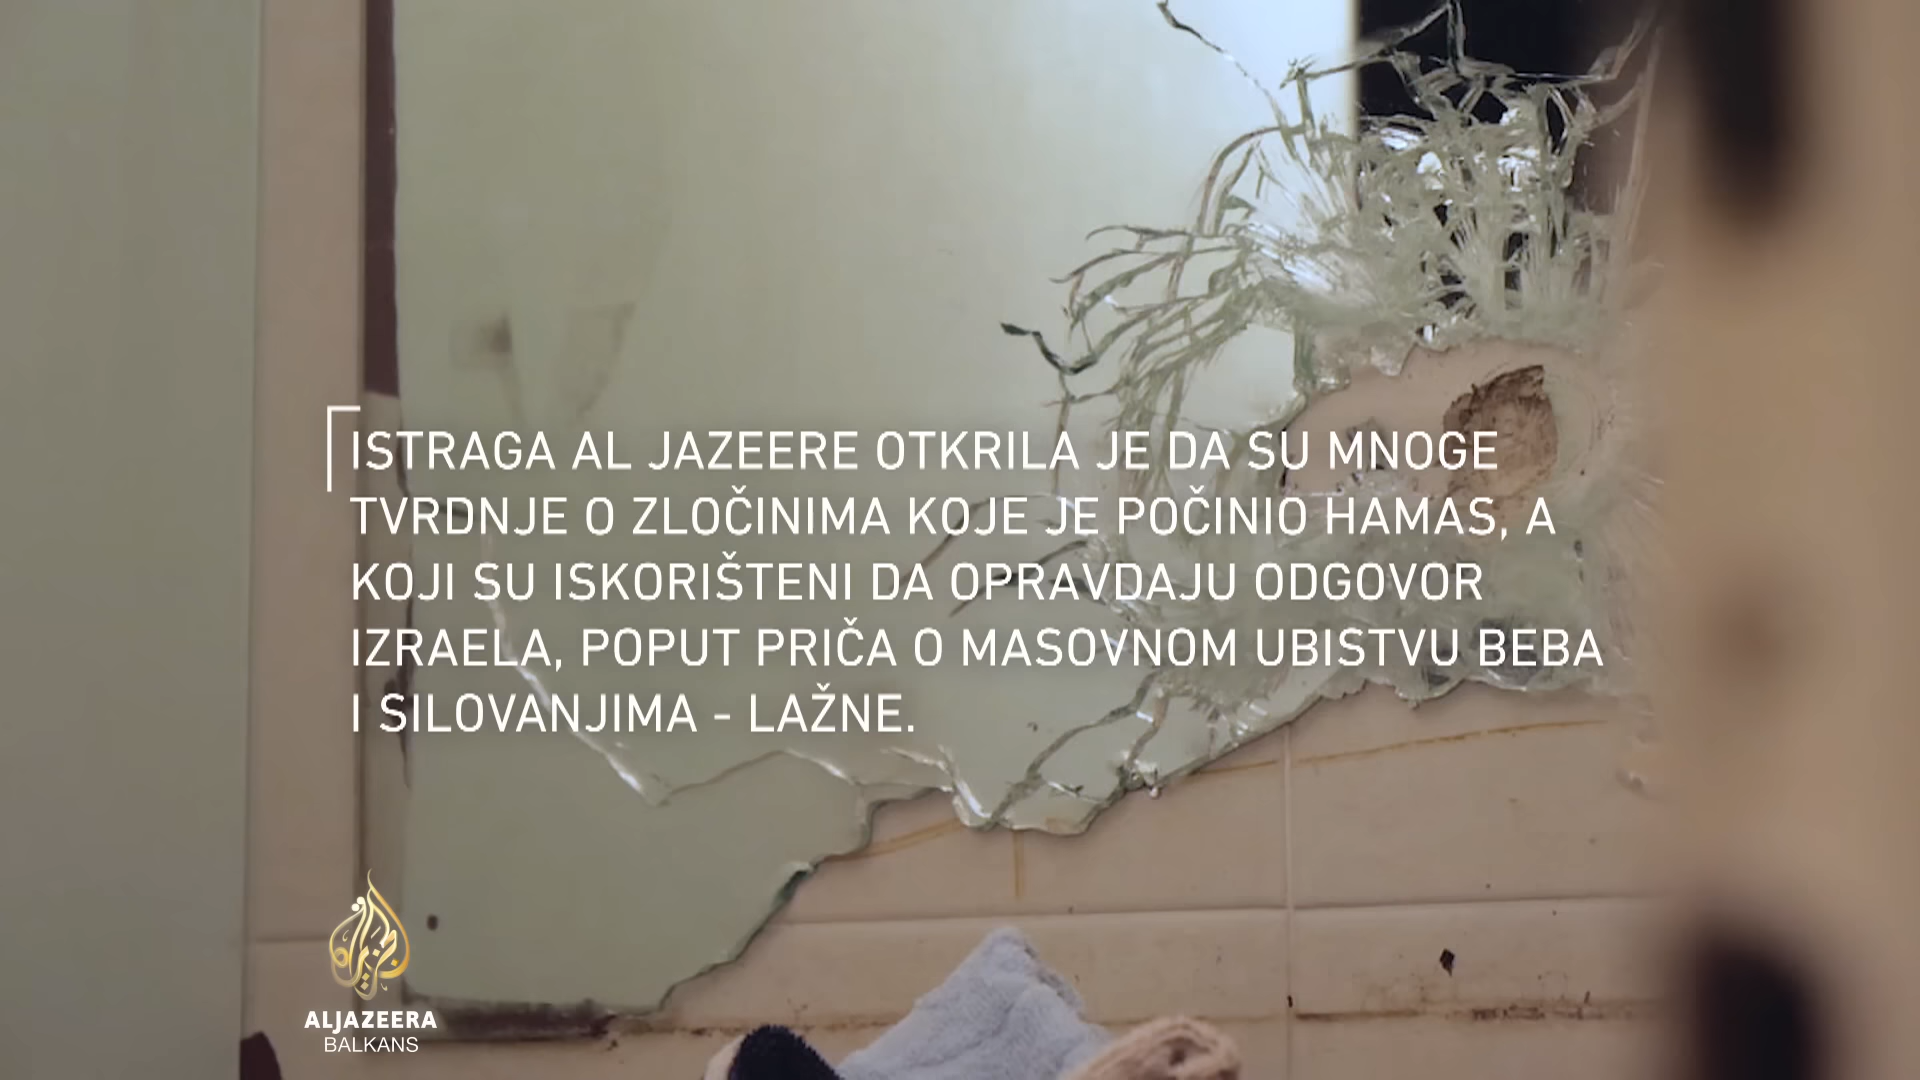 ISTRAGA AL JAZEERE OTKRILA JE DA SU MNOGE
TVRDNJE O ZLOČINIMA KOJE JE POČINIO HAMAS, A
KOJI SU ISKORIŠTENI DA OPRAVDAJU ODGOVOR
IZRAELA, POPUT PRIČA O MASOVNOM UBISTVU BEBA
I SILOVANJIMA - LAŽNE.
ALJAZEERA
BALKANS